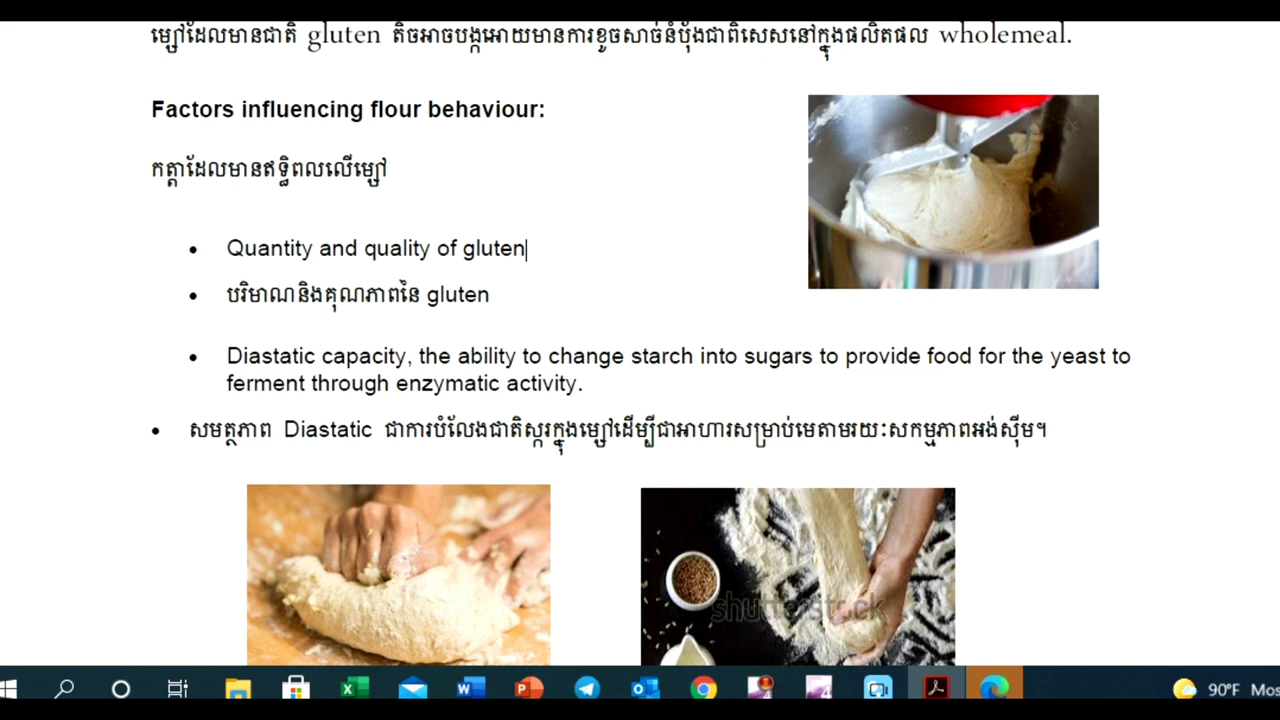 ម្សៅដែលមានជាតិ gluten តិចអាចបង្កអោយមានការខូចសាច់នំប៉័ងជាពិសេសនៅក្នុងផលិតផល wholemeal.
Factors influencing flour behaviour:
កត្តាដែលមានឥទ្ធិពលលើម្សៅ
• Quantity and quality of gluten
• បរិមាណនិងគុណភាពនៃ gluten
• Diastatic capacity, the ability to change starch into sugars to provide food for the yeast to
ferment through enzymatic activity.
• សមត្ថភាព Diastatic ជាការបំលែងជាតិស្ករក្នុងម្សៅដើម្បីជាអាហារសម្រាប់មេតាមរយៈសកម្មភាពអង់ស៊ីម។
shutterstock
90°F Mos